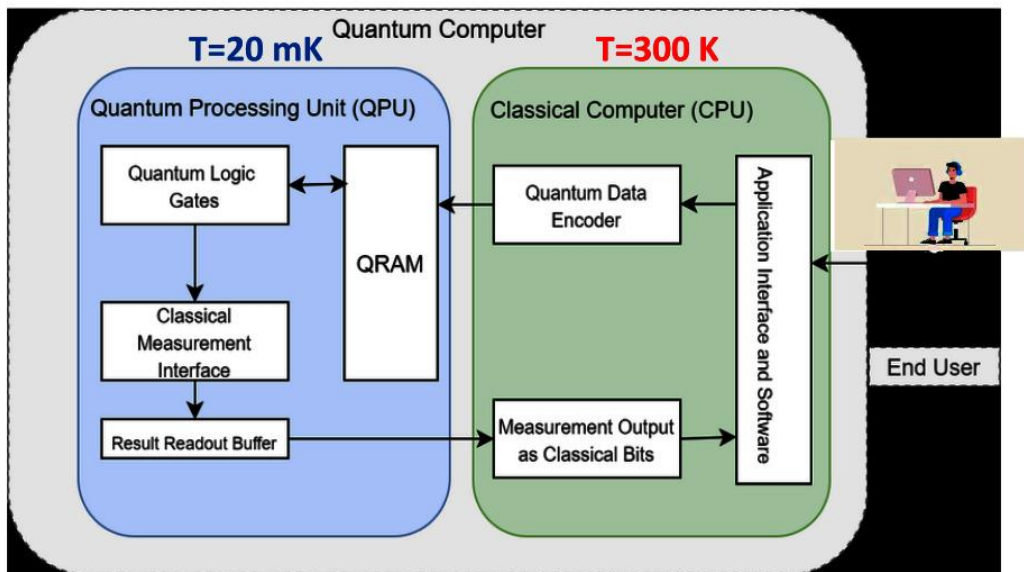 Quantum Computer
T=20 mK
T=300 K
Quantum Processing Unit (QPU)
Classical Computer (CPU)
Quantum Logic
Gates
QRAM
Quantum Data
Encoder
Application Interface and Software
Classical
Measurement
Interface
End User
Result Readout Buffer
Measurement Output
as Classical Bits